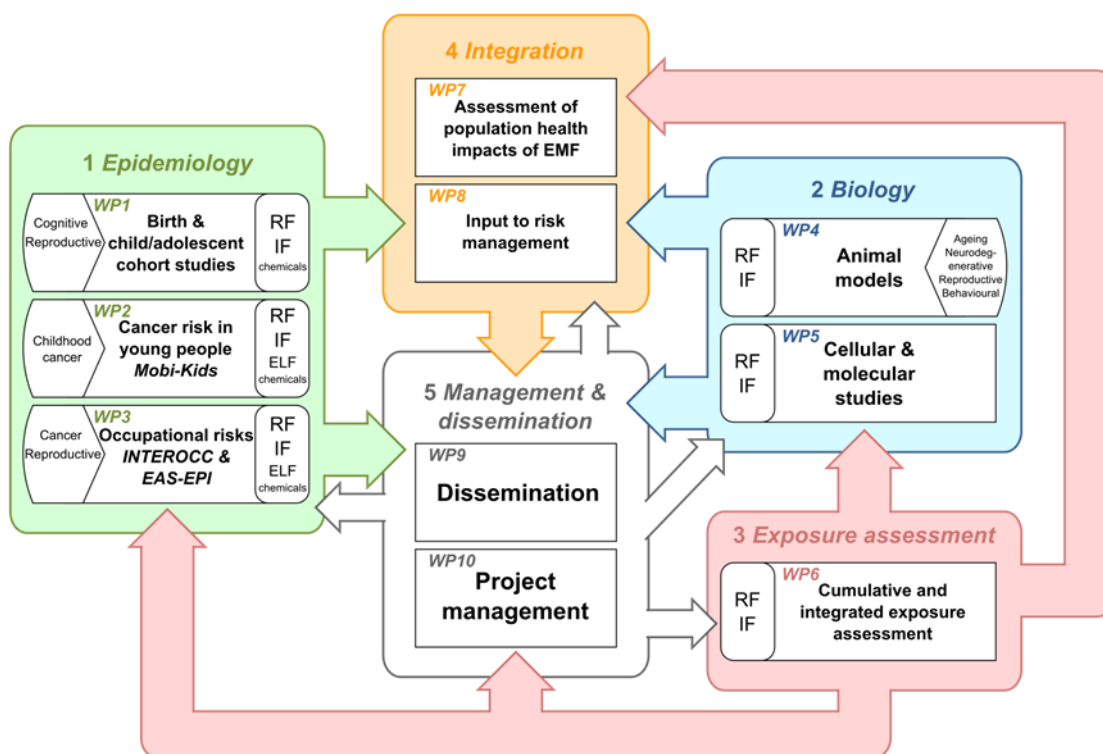 4 Integration
WP7
Assessment of
population health
impacts of EMF
WP8
Input to risk
management
1 Epidemiology
WP1
Cognitive
Reproductive
Birth &
child/adolescent
cohort studies
RF
IF
chemicals
WP2
Childhood
cancer
Cancer risk in
young people
Mobi-Kids
RF
IF
ELF
chemicals
WP3
Cancer
Reproductive
Occupational risks
INTEROCC &
EAS-EPI
RF
IF
ELF
chemicals
2 Biology
WP4
RF
IF
Animal
models
Ageing
Neurodeg-
enerative
Reproductive
Behavioural
WP5
RF
IF
Cellular &
molecular
studies
5 Management &
dissemination
WP9
Dissemination
WP10
Project
management
3 Exposure assessment
WP6
RF
IF
Cumulative and
integrated exposure
assessment